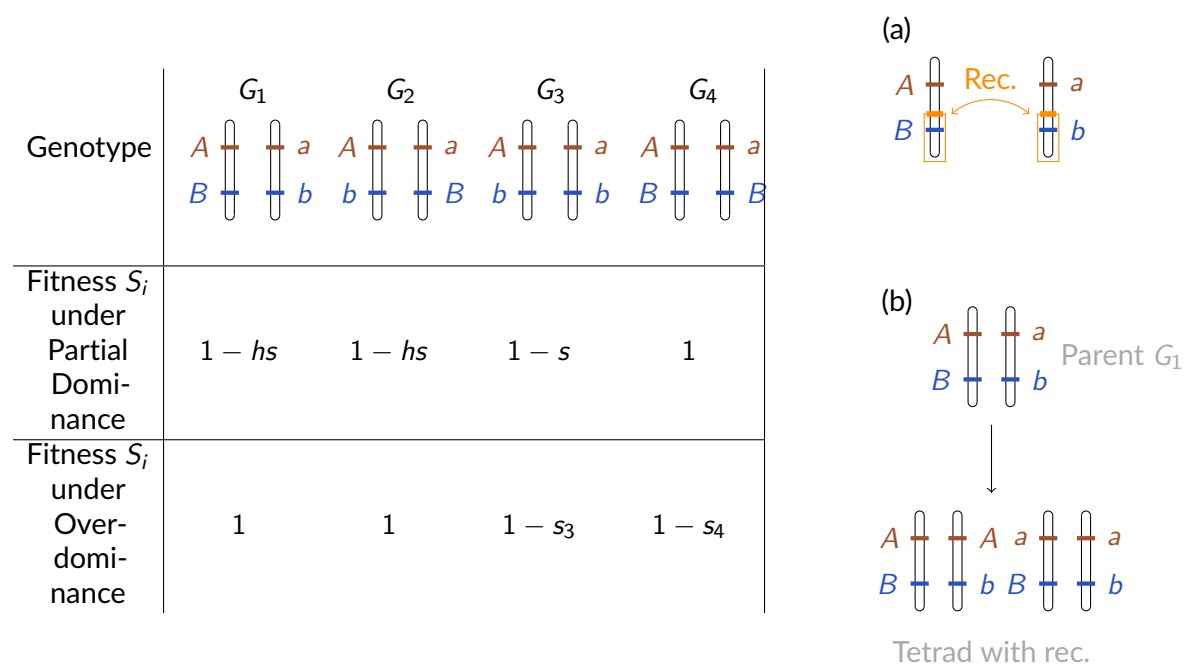 G₁ G₂ G₃ G₄
Genotype
A a A a A a A a
B b b B b b B B
Fitness Sᵢ
under
Partial
Domi-
nance
1 − hs 1 − hs 1 − s 1
Fitness Sᵢ
under
Over-
domi-
nance
1 1 1 − s₃ 1 − s₄
(a)
Rec.
A a
B b
(b)
A a
Parent G₁
B b
A A a a
B b B b
Tetrad with rec.